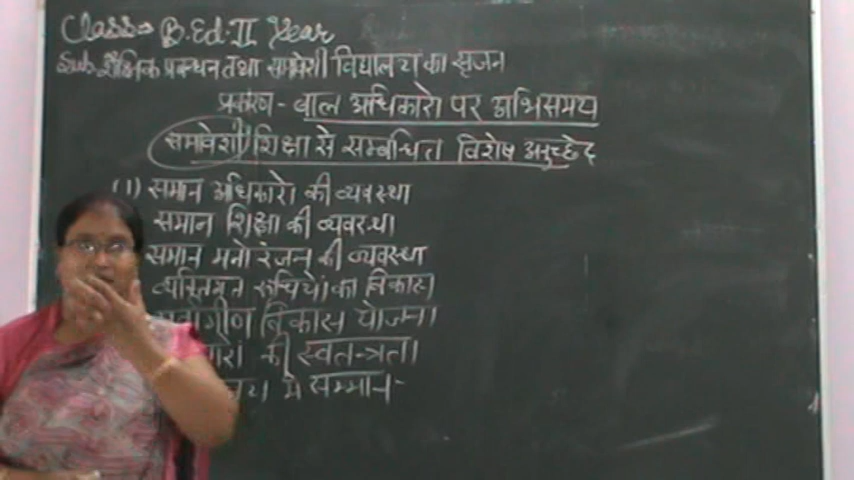 Class → B.Ed. II Year
Sub. शैक्षिक प्रबन्धन तथा समावेशी विद्यालय का सृजन
प्रकरण - बाल अधिकारो पर अभिसमय
समावेशी शिक्षा से सम्बन्धित विशेष अनुच्छेद
(1) समान अधिकारो की व्यवस्था
समान शिक्षा की व्यवस्था
समान मनोरंजन की व्यवस्था
व्यक्तिगत रुचियों का विकास
विकास योजना
की स्वतन्त्रता
मे सम्मान